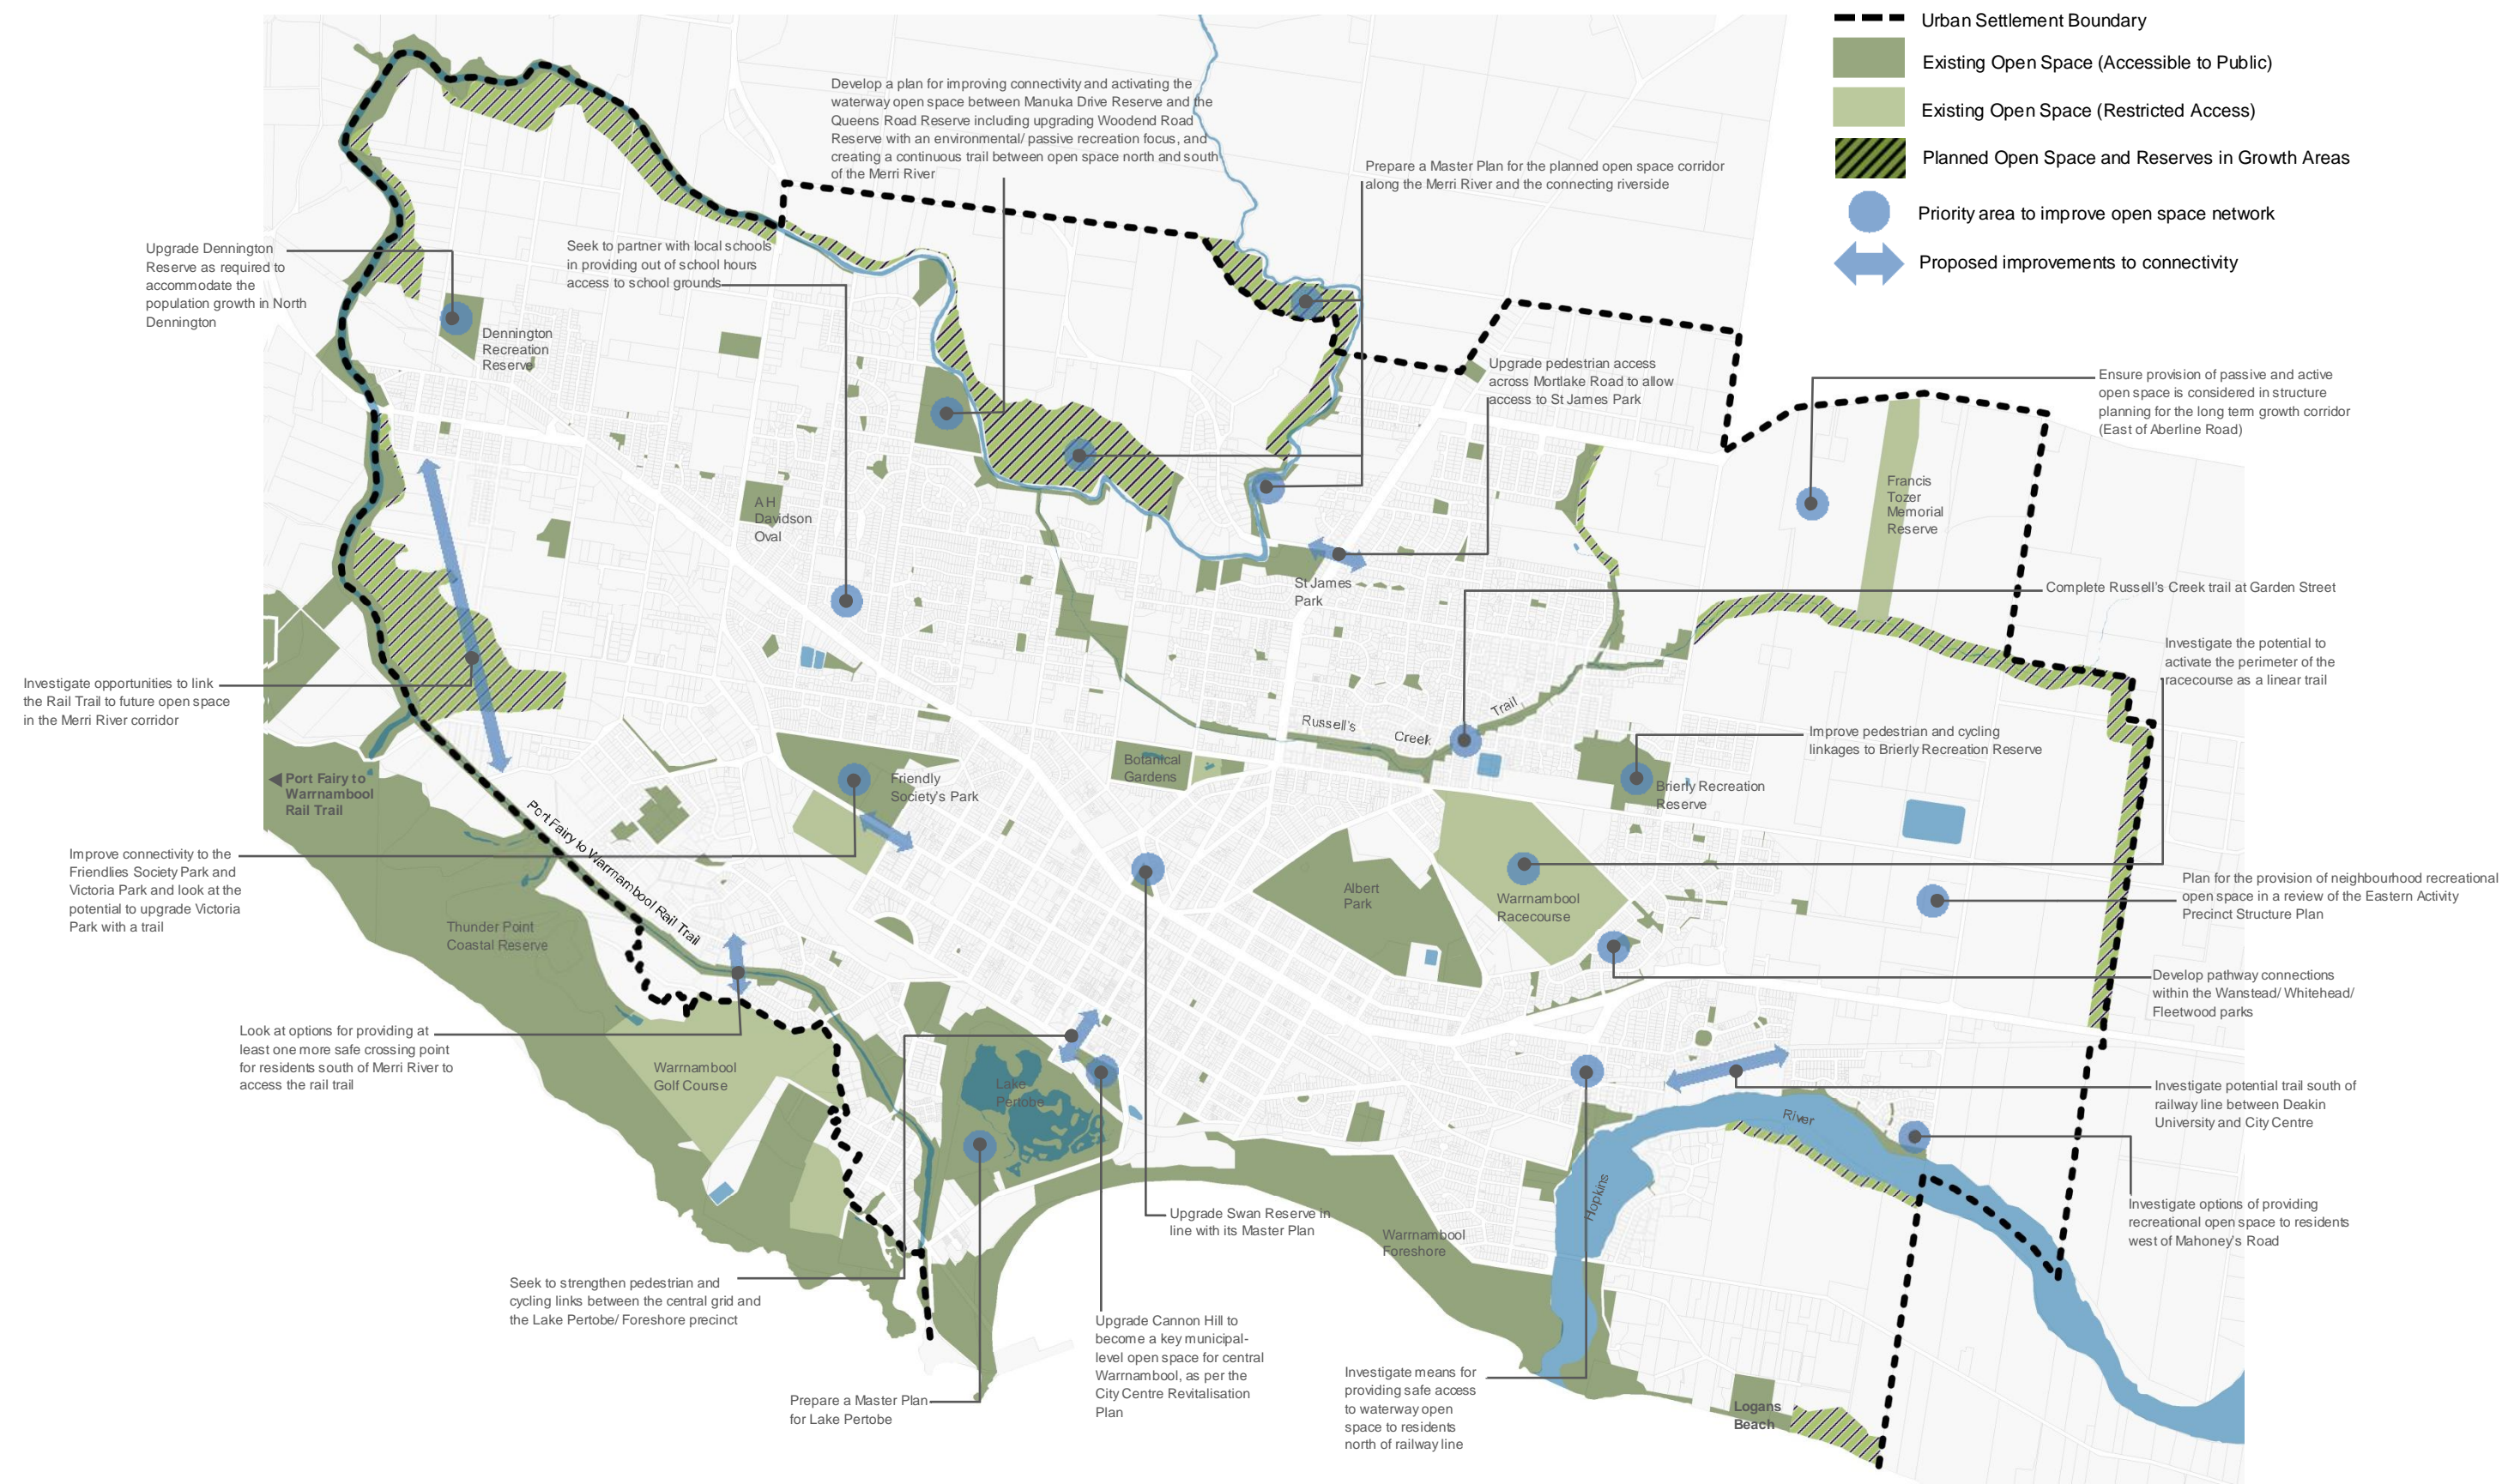 Urban Settlement Boundary
Existing Open Space (Accessible to Public)
Existing Open Space (Restricted Access)
Planned Open Space and Reserves in Growth Areas
Priority area to improve open space network
Proposed improvements to connectivity
Develop a plan for improving connectivity and activating the
waterway open space between Manuka Drive Reserve and the
Queens Road Reserve including upgrading Woodend Road
Reserve with an environmental/ passive recreation focus, and
creating a continuous trail between open space north and south
of the Merri River
Prepare a Master Plan for the planned open space corridor
along the Merri River and the connecting riverside
Upgrade Dennington
Reserve as required to
accommodate the
population growth in North
Dennington
Seek to partner with local schools
in providing out of school hours
access to school grounds
Dennington
Recreation
Reserve
Upgrade pedestrian access
across Mortlake Road to allow
access to St James Park
Ensure provision of passive and active
open space is considered in structure
planning for the long term growth corridor
(East of Aberline Road)
Francis
Tozer
Memorial
Reserve
A H
Davidson
Oval
St James
Park
Complete Russell's Creek trail at Garden Street
Investigate the potential to
activate the perimeter of the
racecourse as a linear trail
Investigate opportunities to link
the Rail Trail to future open space
in the Merri River corridor
Russell's
Creek
Trail
Improve pedestrian and cycling
linkages to Brierly Recreation Reserve
Botanical
Gardens
Friendly
Society's Park
Brierly Recreation
Reserve
Port Fairy to
Warrnambool
Rail Trail
Port Fairy to Warrnambool Rail Trail
Improve connectivity to the
Friendlies Society Park and
Victoria Park and look at the
potential to upgrade Victoria
Park with a trail
Albert
Park
Warrnambool
Racecourse
Plan for the provision of neighbourhood recreational
open space in a review of the Eastern Activity
Precinct Structure Plan
Thunder Point
Coastal Reserve
Develop pathway connections
within the Wanstead/ Whitehead/
Fleetwood parks
Look at options for providing at
least one more safe crossing point
for residents south of Merri River to
access the rail trail
Warrnambool
Golf Course
Lake
Pertobe
Investigate potential trail south of
railway line between Deakin
University and City Centre
River
Hopkins
Upgrade Swan Reserve in
line with its Master Plan
Warrnambool
Foreshore
Investigate options of providing
recreational open space to residents
west of Mahoney's Road
Seek to strengthen pedestrian and
cycling links between the central grid and
the Lake Pertobe/ Foreshore precinct
Upgrade Cannon Hill to
become a key municipal-
level open space for central
Warrnambool, as per the
City Centre Revitalisation
Plan
Prepare a Master Plan
for Lake Pertobe
Investigate means for
providing safe access
to waterway open
space to residents
north of railway line
Logans
Beach